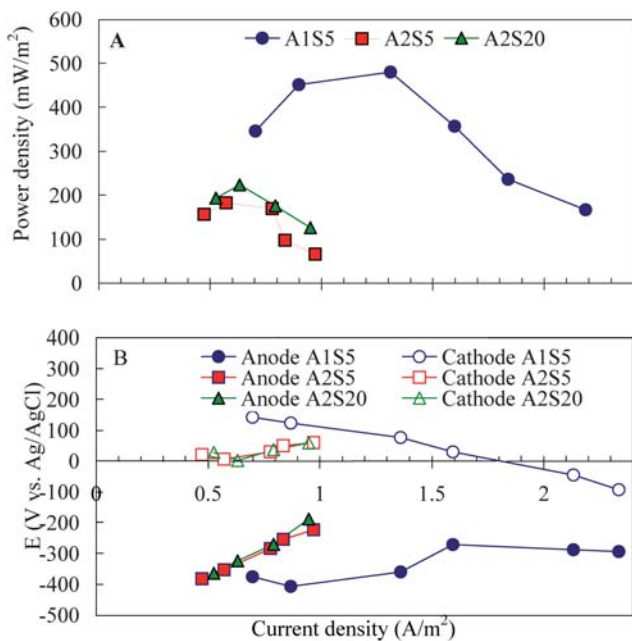 600
A
A1S5 A2S5 A2S20
500
400
300
200
100
0
Power density (mW/m²)
400
B
Anode A1S5 Cathode A1S5
300
Anode A2S5 Cathode A2S5
200
Anode A2S20 Cathode A2S20
100
0
0 0.5 1 1.5 2
-100
-200
-300
-400
-500
E (V vs. Ag/AgCl)
Current density (A/m²)